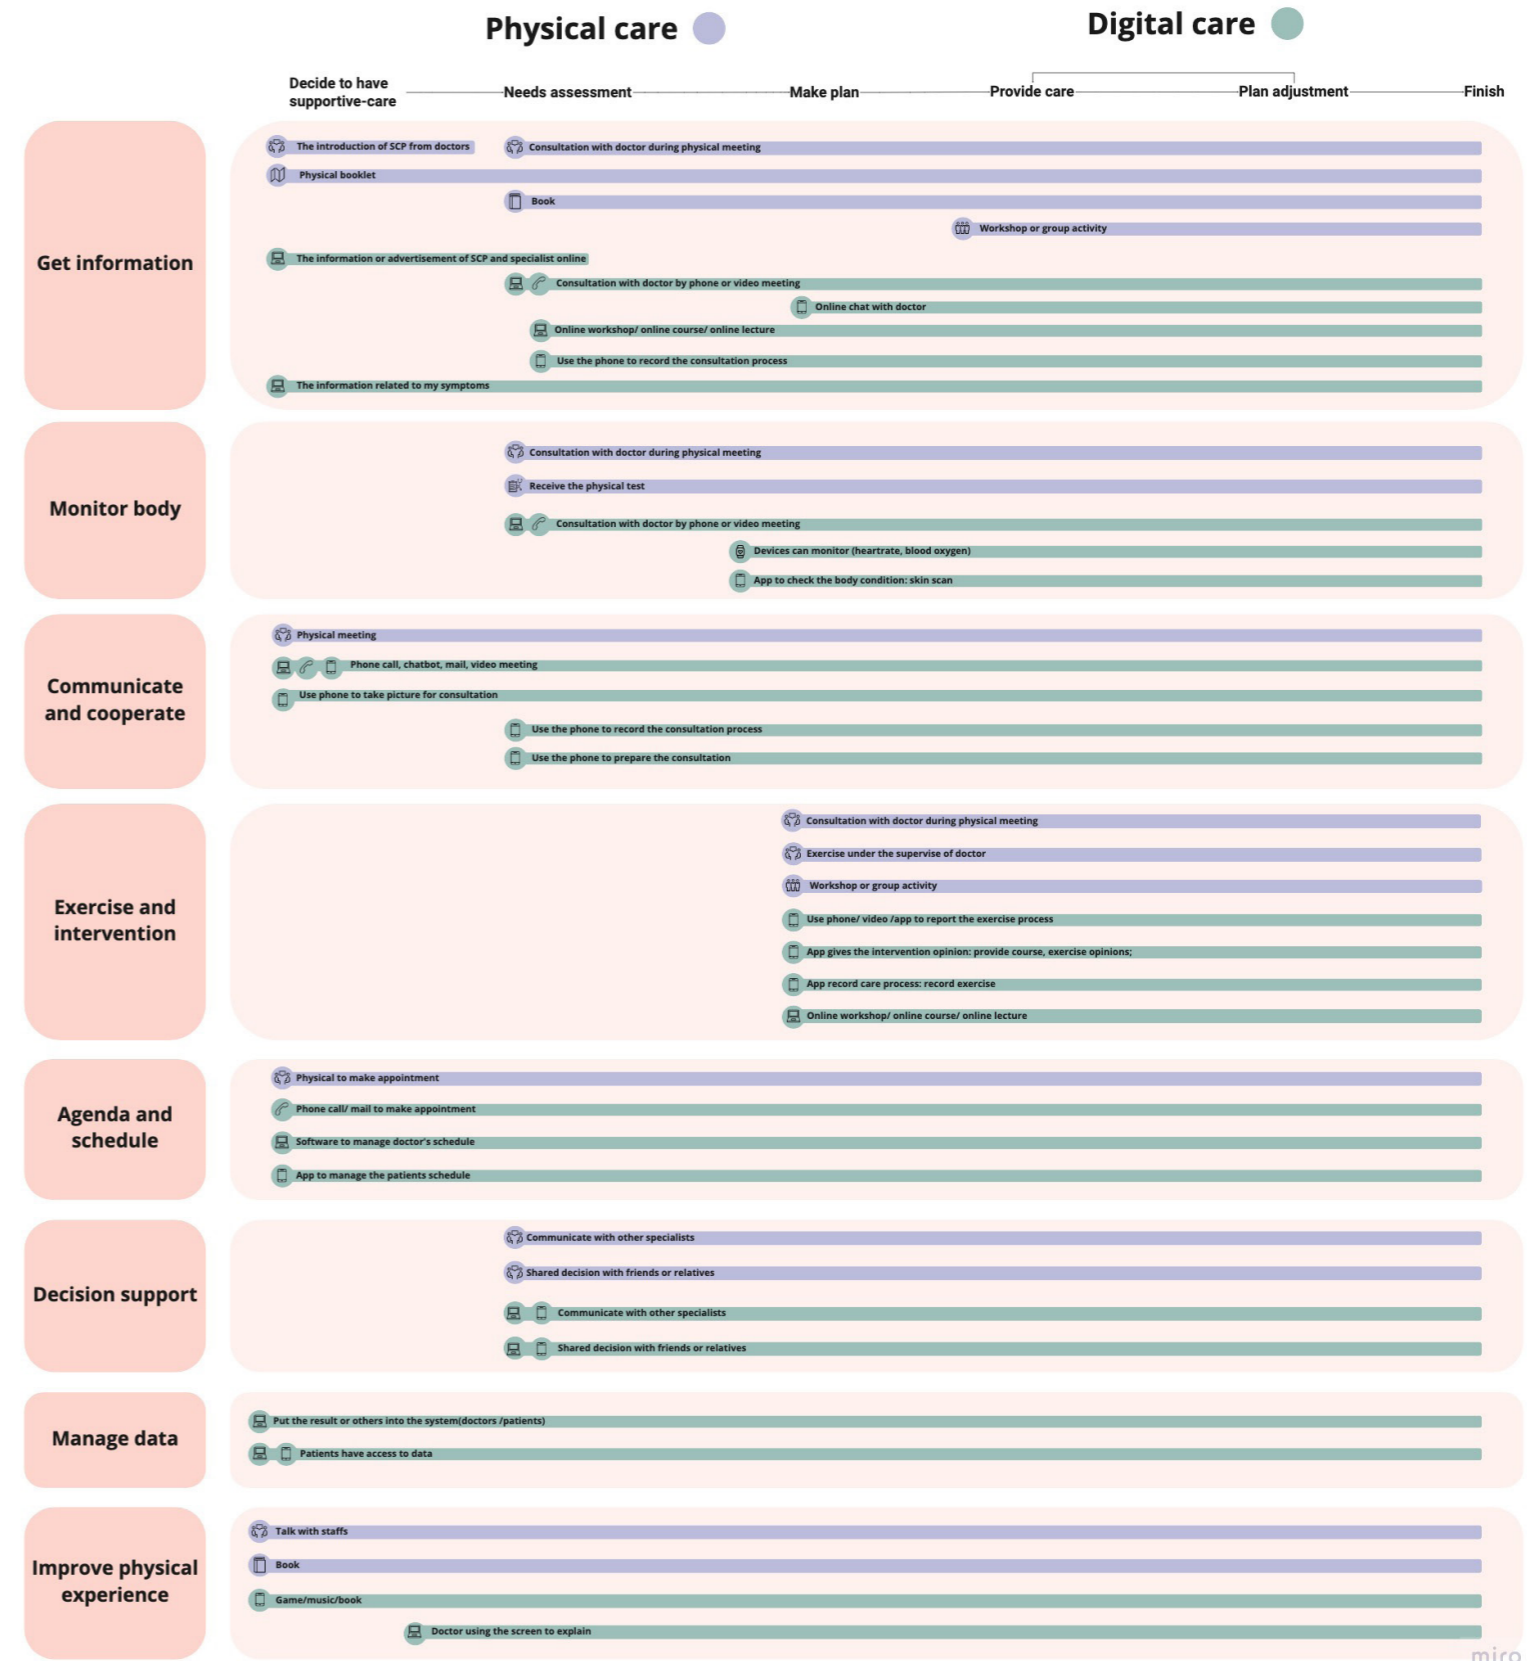 Physical care
Digital care
Decide to have
supportive-care
Needs assessment
Make plan
Provide care
Plan adjustment
Finish
Get information
The introduction of SCP from doctors
Consultation with doctor during physical meeting
Physical booklet
Book
Workshop or group activity
The information or advertisement of SCP and specialist online
Consultation with doctor by phone or video meeting
Online chat with doctor
Online workshop/ online course/ online lecture
Use the phone to record the consultation process
The information related to my symptoms
Monitor body
Consultation with doctor during physical meeting
Receive the physical test
Consultation with doctor by phone or video meeting
Devices can monitor (heartrate, blood oxygen)
App to check the body condition: skin scan
Communicate
and cooperate
Physical meeting
Phone call, chatbot, mail, video meeting
Use phone to take picture for consultation
Use the phone to record the consultation process
Use the phone to prepare the consultation
Exercise and
intervention
Consultation with doctor during physical meeting
Exercise under the supervise of doctor
Workshop or group activity
Use phone/ video /app to report the exercise process
App gives the intervention opinion: provide course, exercise opinions;
App record care process: record exercise
Online workshop/ online course/ online lecture
Agenda and
schedule
Physical to make appointment
Phone call/ mail to make appointment
Software to manage doctor's schedule
App to manage the patients schedule
Decision support
Communicate with other specialists
Shared decision with friends or relatives
Communicate with other specialists
Shared decision with friends or relatives
Manage data
Put the result or others into the system(doctors /patients)
Patients have access to data
Improve physical
experience
Talk with staffs
Book
Game/music/book
Doctor using the screen to explain
miro